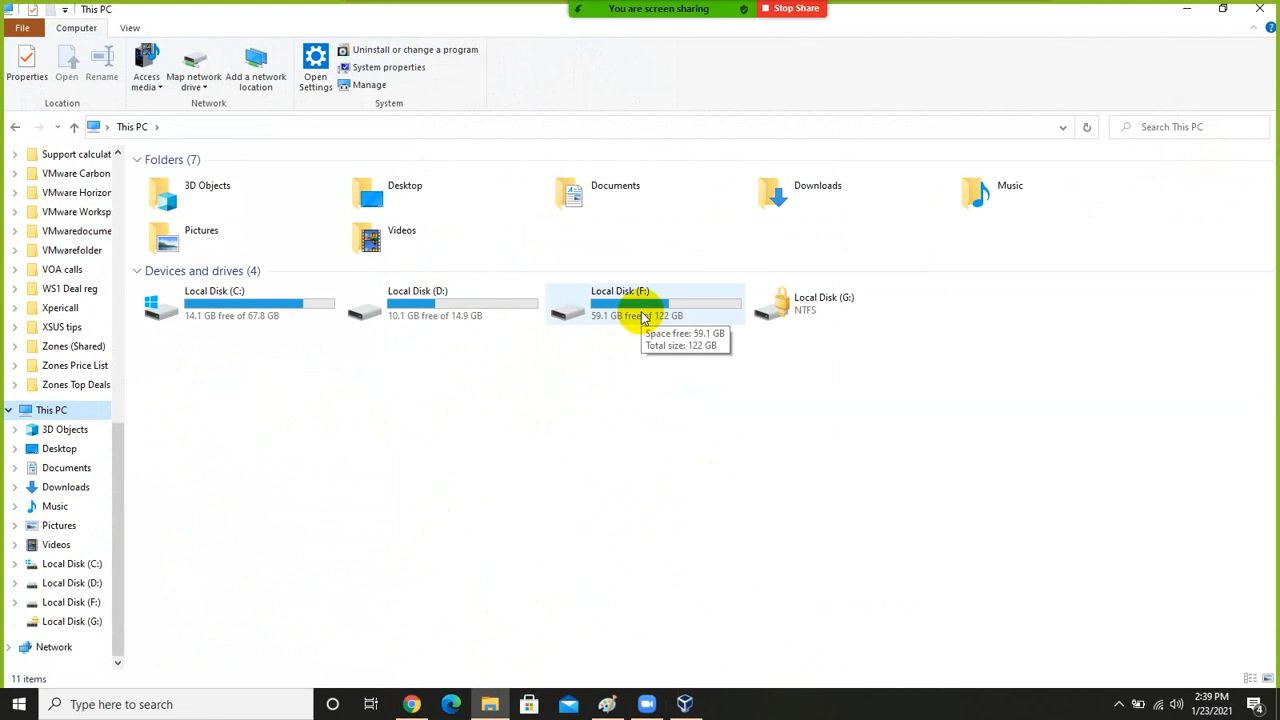 This PC
You are screen sharing
Stop Share
File
Computer
View
Properties
Open
Rename
Access media
Map network drive
Add a network location
Open Settings
Uninstall or change a program
System properties
Manage
Location
Network
System
This PC
Search This PC
Support calculat
VMware Carbon
VMware Horizor
VMware Worksp
VMwaredocume
VMwarefolder
VOA calls
WS1 Deal reg
Xpericall
XSUS tips
Zones (Shared)
Zones Price List
Zones Top Deals
This PC
3D Objects
Desktop
Documents
Downloads
Music
Pictures
Videos
Local Disk (C:)
Local Disk (D:)
Local Disk (F:)
Local Disk (G:)
Network
Folders (7)
3D Objects
Desktop
Documents
Downloads
Music
Pictures
Videos
Devices and drives (4)
Local Disk (C:)
14.1 GB free of 67.8 GB
Local Disk (D:)
10.1 GB free of 14.9 GB
Local Disk (F:)
59.1 GB free of 122 GB
Local Disk (G:)
NTFS
Space free: 59.1 GB
Total size: 122 GB
11 items
Type here to search
2:39 PM
1/23/2021
4